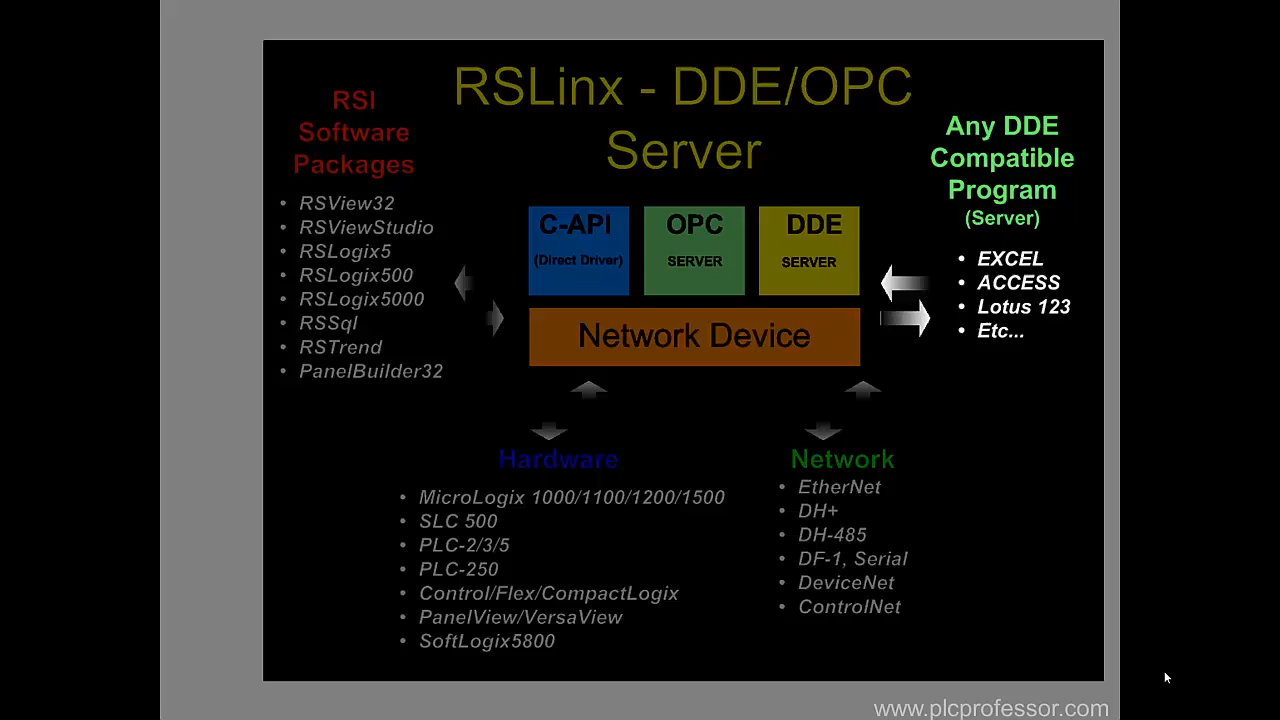 RSLinx - DDE/OPC
Server
RSI
Software
Packages
• RSView32
• RSViewStudio
• RSLogix5
• RSLogix500
• RSLogix5000
• RSSql
• RSTrend
• PanelBuilder32
C-API
(Direct Driver)
OPC
SERVER
DDE
SERVER
Network Device
Any DDE
Compatible
Program
(Server)
• EXCEL
• ACCESS
• Lotus 123
• Etc...
Hardware
• MicroLogix 1000/1100/1200/1500
• SLC 500
• PLC-2/3/5
• PLC-250
• Control/Flex/CompactLogix
• PanelView/VersaView
• SoftLogix5800
Network
• EtherNet
• DH+
• DH-485
• DF-1, Serial
• DeviceNet
• ControlNet
www.plcprofessor.com